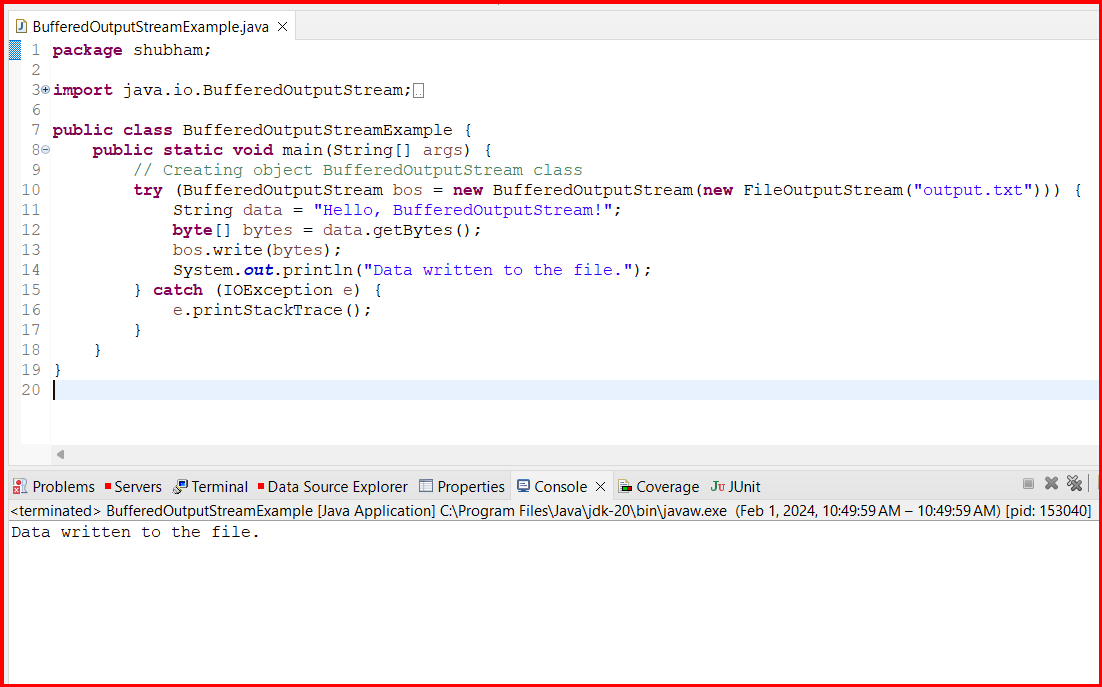 BufferedOutputStreamExample.java
1 package shubham;
2
3 import java.io.BufferedOutputStream;
6
7 public class BufferedOutputStreamExample {
8     public static void main(String[] args) {
9         // Creating object BufferedOutputStream class
10         try (BufferedOutputStream bos = new BufferedOutputStream(new FileOutputStream("output.txt"))) {
11             String data = "Hello, BufferedOutputStream!";
12             byte[] bytes = data.getBytes();
13             bos.write(bytes);
14             System.out.println("Data written to the file.");
15         } catch (IOException e) {
16             e.printStackTrace();
17         }
18     }
19 }
20
Problems Servers Terminal Data Source Explorer Properties Console Coverage Ju JUnit
<terminated> BufferedOutputStreamExample [Java Application] C:\Program Files\Java\jdk-20\bin\javaw.exe (Feb 1, 2024, 10:49:59 AM – 10:49:59 AM) [pid: 153040]
Data written to the file.